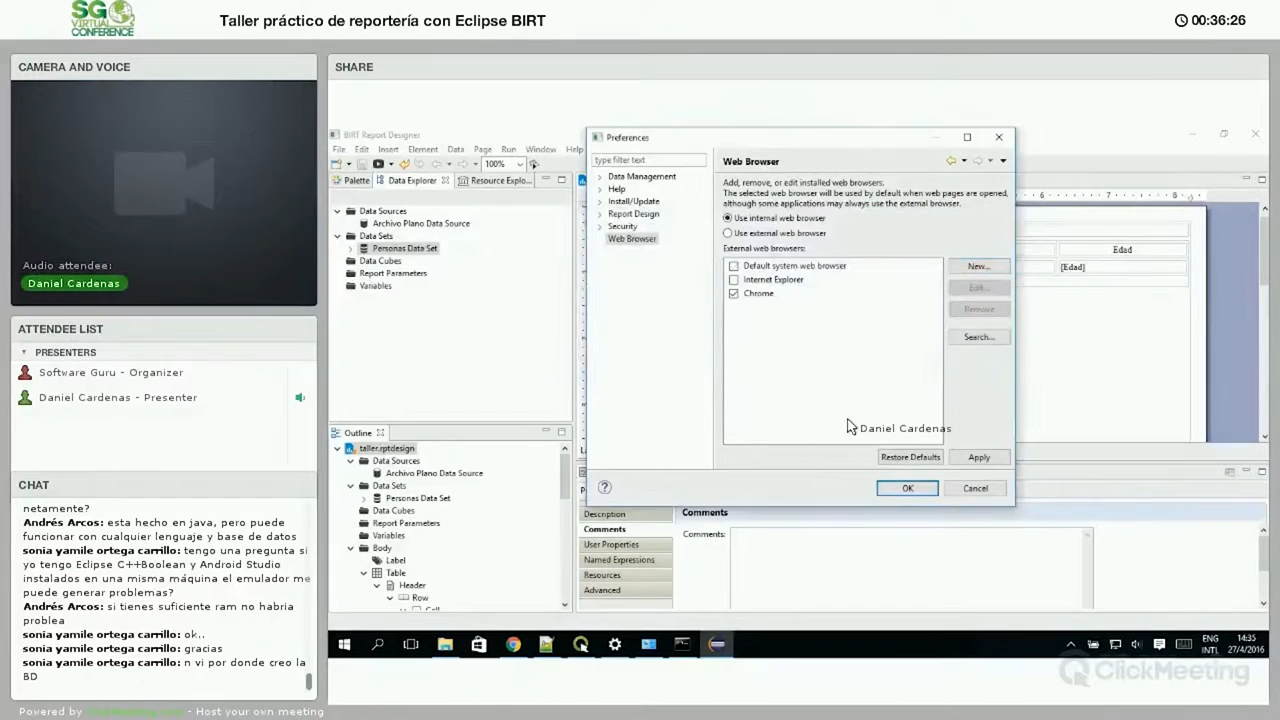 SG
VIRTUAL
CONFERENCE
Taller práctico de reportería con Eclipse BIRT
00:36:26
CAMERA AND VOICE
Audio attendee:
Daniel Cardenas
ATTENDEE LIST
PRESENTERS
Software Guru - Organizer
Daniel Cardenas - Presenter
CHAT
netamente?
Andrés Arcos: esta hecho en java, pero puede
funcionar con cualquier lenguaje y base de datos
sonia yamile ortega carrillo: tengo una pregunta si
yo tengo Eclipse C++Boolean y Android Studio
instalados en una misma máquina el emulador me
puede generar problemas?
Andrés Arcos: si tienes suficiente ram no habria
problea
sonia yamile ortega carrillo: ok..
sonia yamile ortega carrillo: gracias
sonia yamile ortega carrillo: n vi por donde creo la
BD
Powered by ClickMeeting.com - Host your own meeting
SHARE
BIRT Report Designer
File Edit Insert Element Data Page Run Window Help
100%
Palette Data Explorer Resource Explo...
Data Sources
Archivo Plano Data Source
Data Sets
Personas Data Set
Data Cubes
Report Parameters
Variables
Outline
taller.rptdesign
Data Sources
Archivo Plano Data Source
Data Sets
Personas Data Set
Data Cubes
Report Parameters
Variables
Body
Label
Table
Header
Row
Cell
Preferences
type filter text
Data Management
Help
Install/Update
Report Design
Security
Web Browser
Web Browser
Add, remove, or edit installed web browsers.
The selected web browser will be used by default when web pages are opened,
although some applications may always use the external browser.
Use internal web browser
Use external web browser
External web browsers:
Default system web browser
Internet Explorer
Chrome
New...
Edit...
Remove
Search...
Daniel Cardenas
Restore Defaults Apply
OK Cancel
6 7 8
Edad
[Edad]
Description
Comments
User Properties
Named Expressions
Resources
Advanced
Comments
Comments:
ENG
INTL
14:35
27/4/2016
ClickMeeting